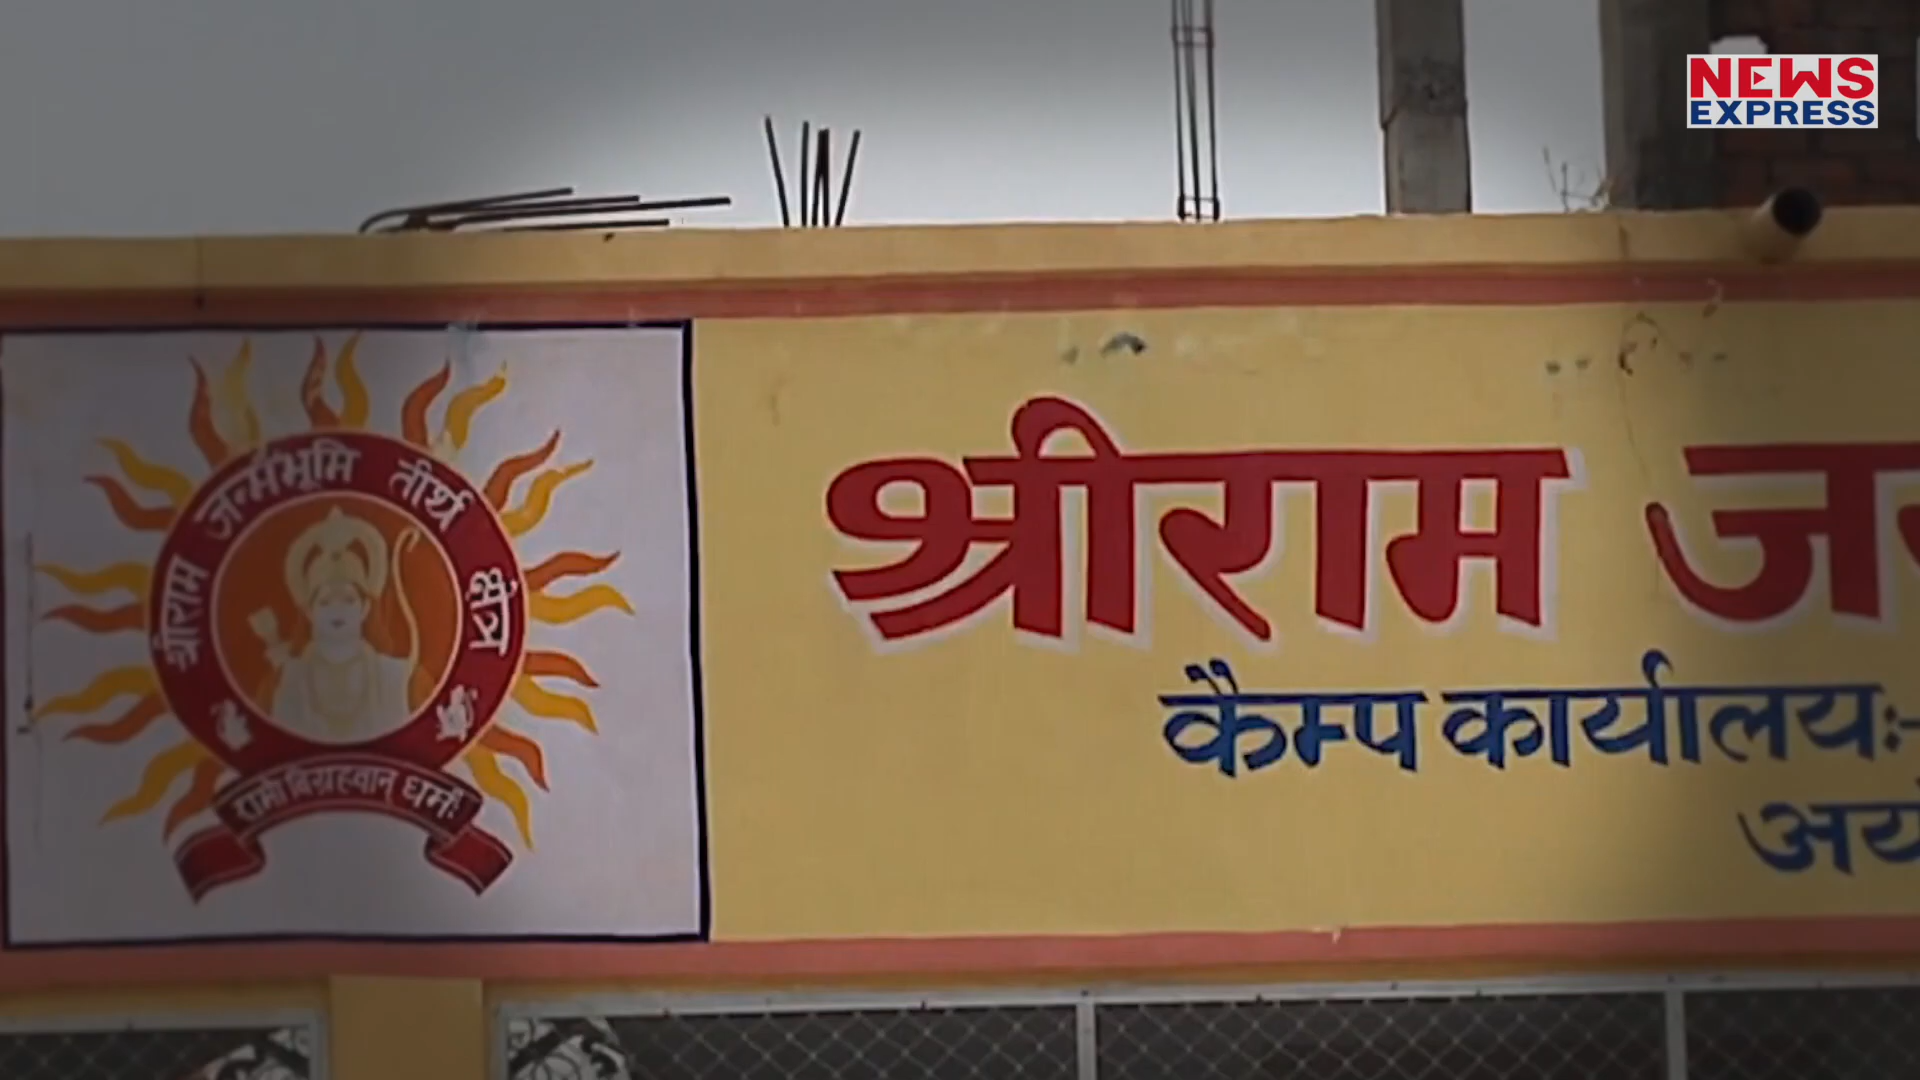 NEWS
EXPRESS
श्रीराम जन्मभूमि तीर्थ क्षेत्र
रामो विग्रहवान् धर्मः
श्रीराम
कैम्प कार्यालय:-